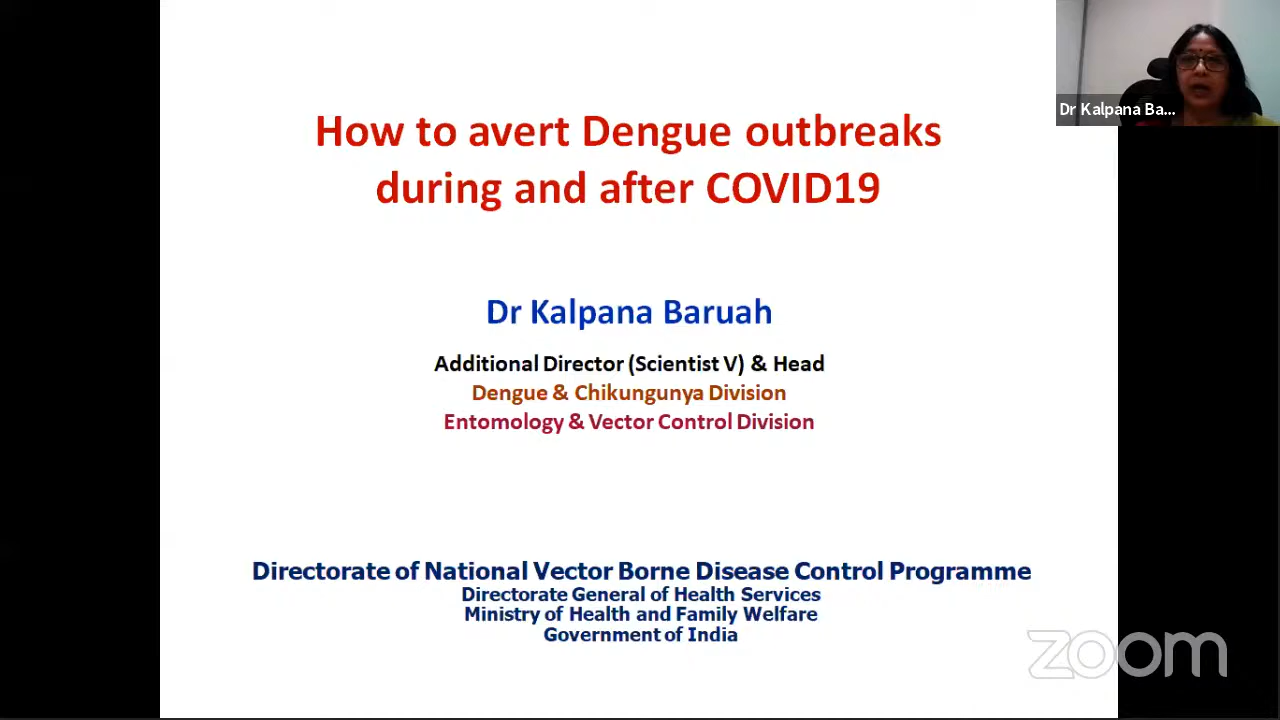 How to avert Dengue outbreaks
during and after COVID19
Dr Kalpana Ba...
Dr Kalpana Baruah
Additional Director (Scientist V) & Head
Dengue & Chikungunya Division
Entomology & Vector Control Division
Directorate of National Vector Borne Disease Control Programme
Directorate General of Health Services
Ministry of Health and Family Welfare
Government of India
zoom